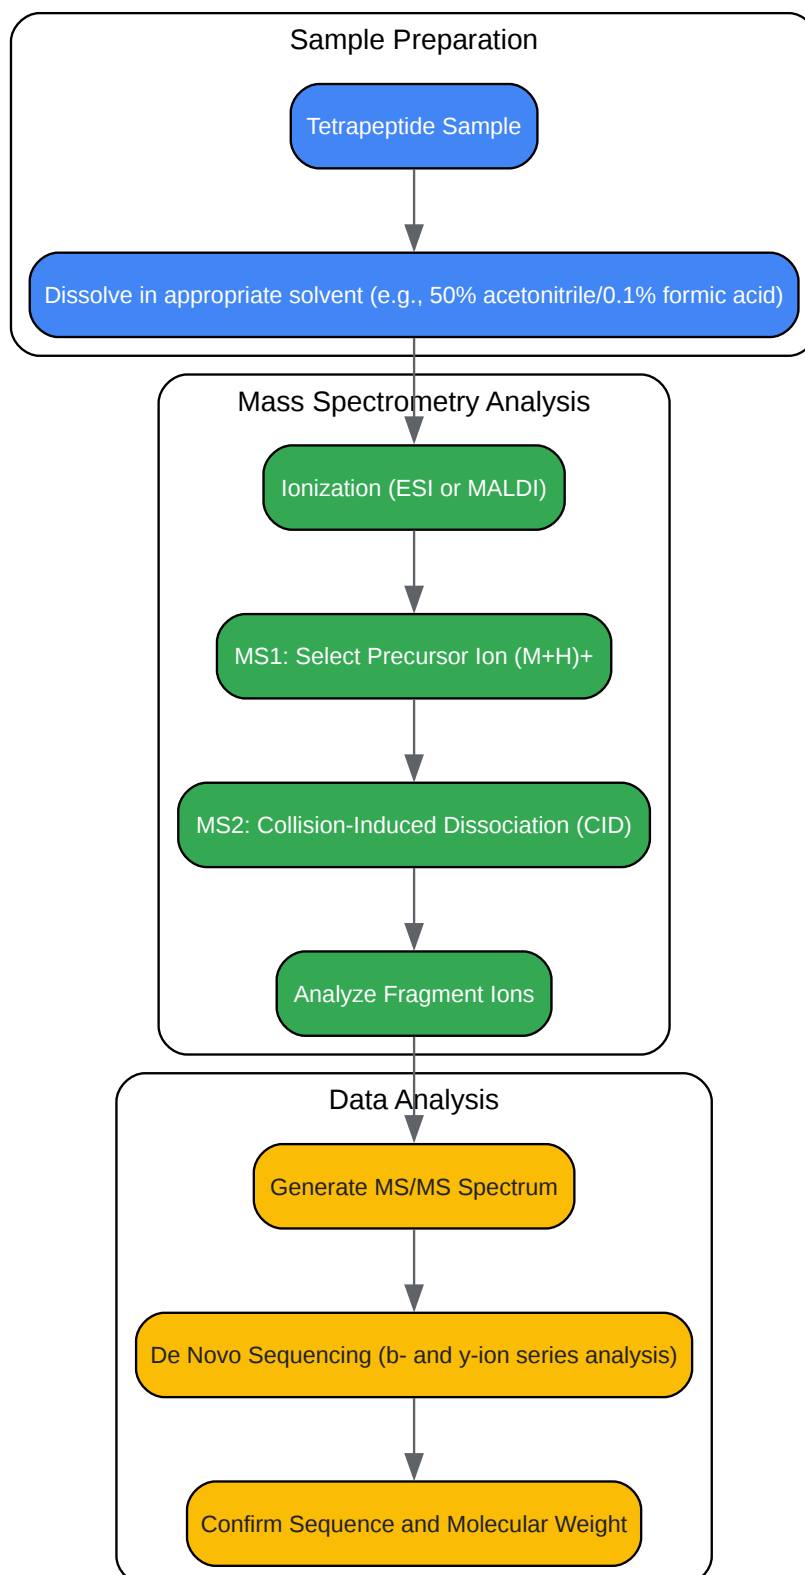 Sample Preparation
Tetrapeptide Sample
Dissolve in appropriate solvent (e.g., 50% acetonitrile/0.1% formic acid)
Mass Spectrometry Analysis
Ionization (ESI or MALDI)
MS1: Select Precursor Ion (M+H)+
MS2: Collision-Induced Dissociation (CID)
Analyze Fragment Ions
Data Analysis
Generate MS/MS Spectrum
De Novo Sequencing (b- and y-ion series analysis)
Confirm Sequence and Molecular Weight